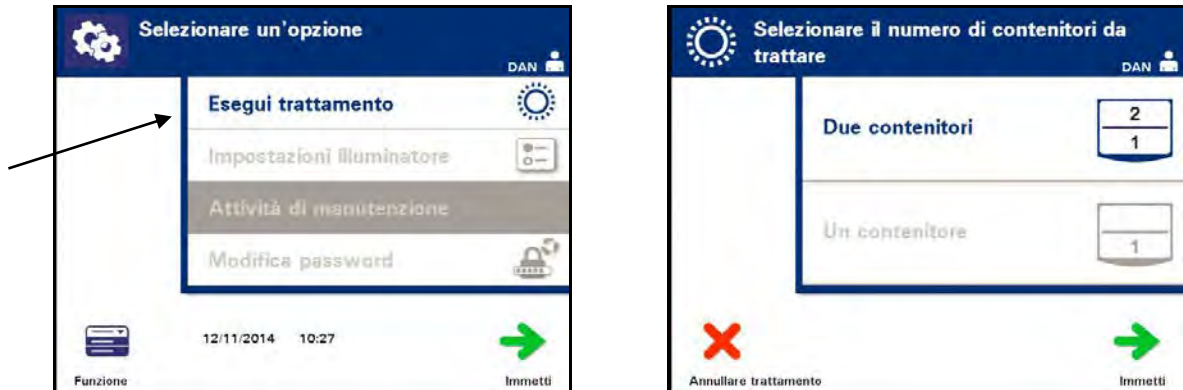 Selezionare un'opzione
DAN
Esegui trattamento
Impostazioni Illuminatore
Attività di manutenzione
Modifica password
12/11/2014 10:27
Funzione
Immetti
Selezionare il numero di contenitori da
trattare
DAN
Due contenitori
2
1
Un contenitore
1
Annullare trattamento
Immetti